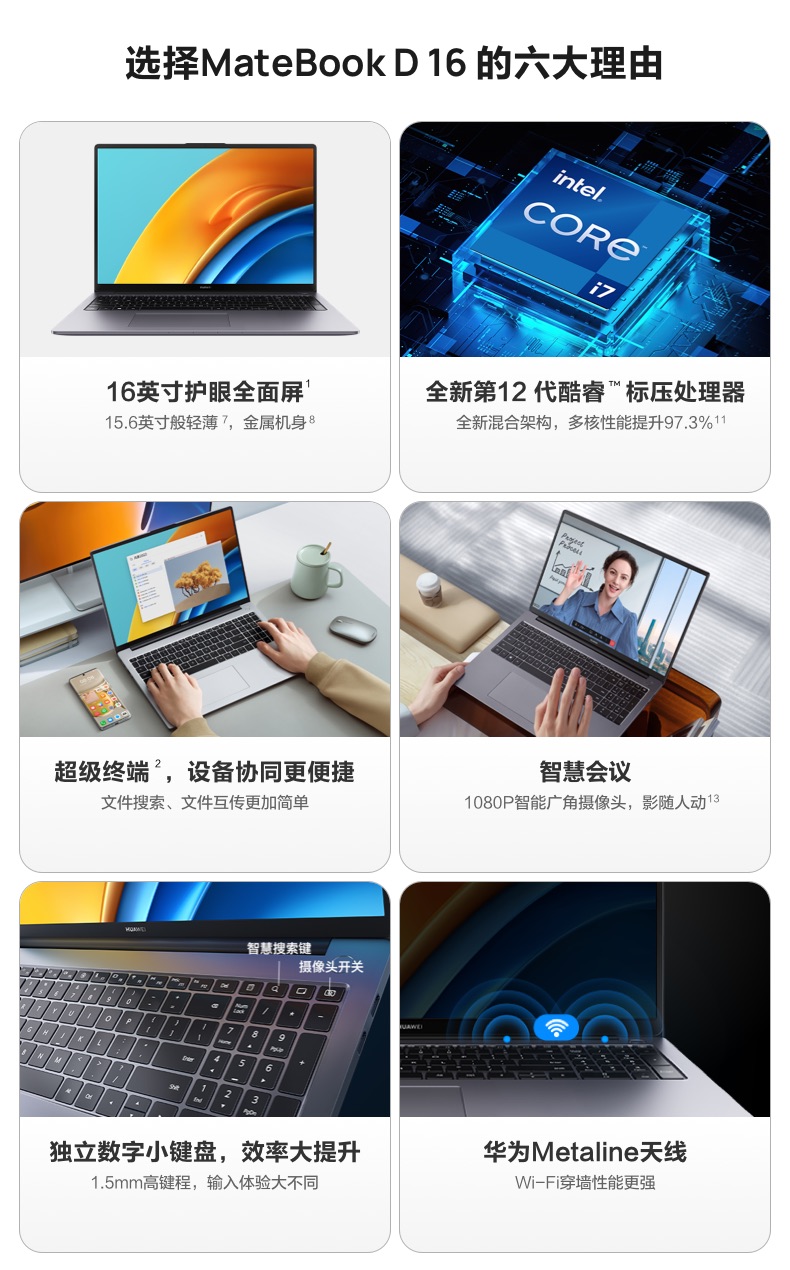 选择MateBook D 16 的六大理由
intel.
CORe™
i7
16英寸护眼全面屏1
15.6英寸般轻薄7，金属机身8
全新第12 代酷睿™ 标压处理器
全新混合架构，多核性能提升97.3%11
Project
Process
超级终端2，设备协同更便捷
文件搜索、文件互传更加简单
智慧会议
1080P智能广角摄像头，影随人动13
HUAWEI
智慧搜索键
摄像头开关
HUAWEI
独立数字小键盘，效率大提升
1.5mm高键程，输入体验大不同
华为Metaline天线
Wi-Fi穿墙性能更强